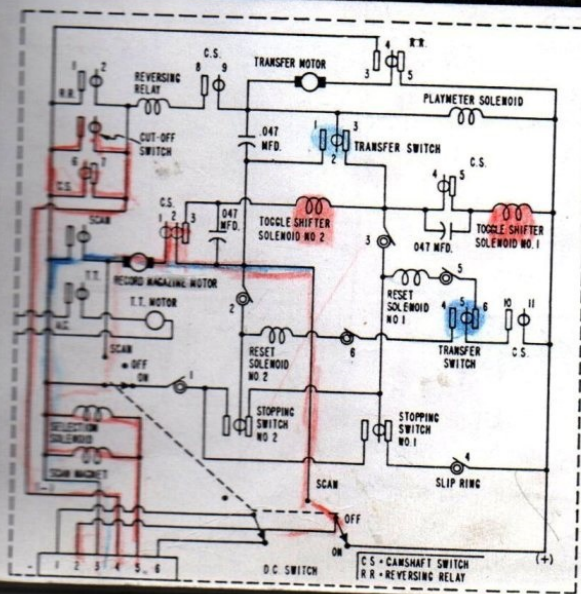 R.R.
4
3
5
C.S.
TRANSFER MOTOR
1
2
REVERSING
RELAY
8
9
R.R.
PLAYMETER SOLENOID
CUT-OFF
SWITCH
.047
MFD.
1
3
2
TRANSFER SWITCH
6
7
C.S.
C.S.
4
5
SCAN
C.S.
1
2
3
.047
MFD.
TOGGLE SHIFTER
SOLENOID NO 2
.047 MFD.
TOGGLE SHIFTER
SOLENOID NO. 1
3
T.T.
RECORD MAGAZINE MOTOR
5
RESET
SOLENOID
NO 1
4
5
6
10
11
T.T. MOTOR
2
SCAN
6
TRANSFER
SWITCH
C.S.
OFF
ON
1
RESET
SOLENOID
NO 2
SELECTION
SOLENOID
STOPPING
SWITCH
NO 2
STOPPING
SWITCH
NO 1
SCAN MAGNET
4
SLIP RING
(-)
SCAN
OFF
ON
(+)
- 1 2 3 4 5 6
D.C. SWITCH
CS - CAMSHAFT SWITCH
RR - REVERSING RELAY